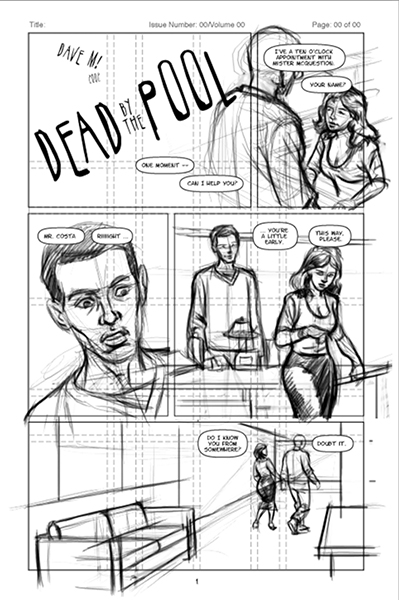 Title:
Issue Number: 00/Volume 00
Page: 00 of 00
DAVE M!
DEAD
BY
THE
POOL
I'VE A TEN O'CLOCK
APPOINTMENT WITH
MISTER MCQUESTION.
YOUR NAME?
ONE MOMENT --
CAN I HELP YOU?
MR. COSTA
RIIIIGHT...
...YOU'RE
A LITTLE
EARLY.
THIS WAY,
PLEASE.
DO I KNOW
YOU FROM
SOMEWHERE?
DOUBT IT.
1